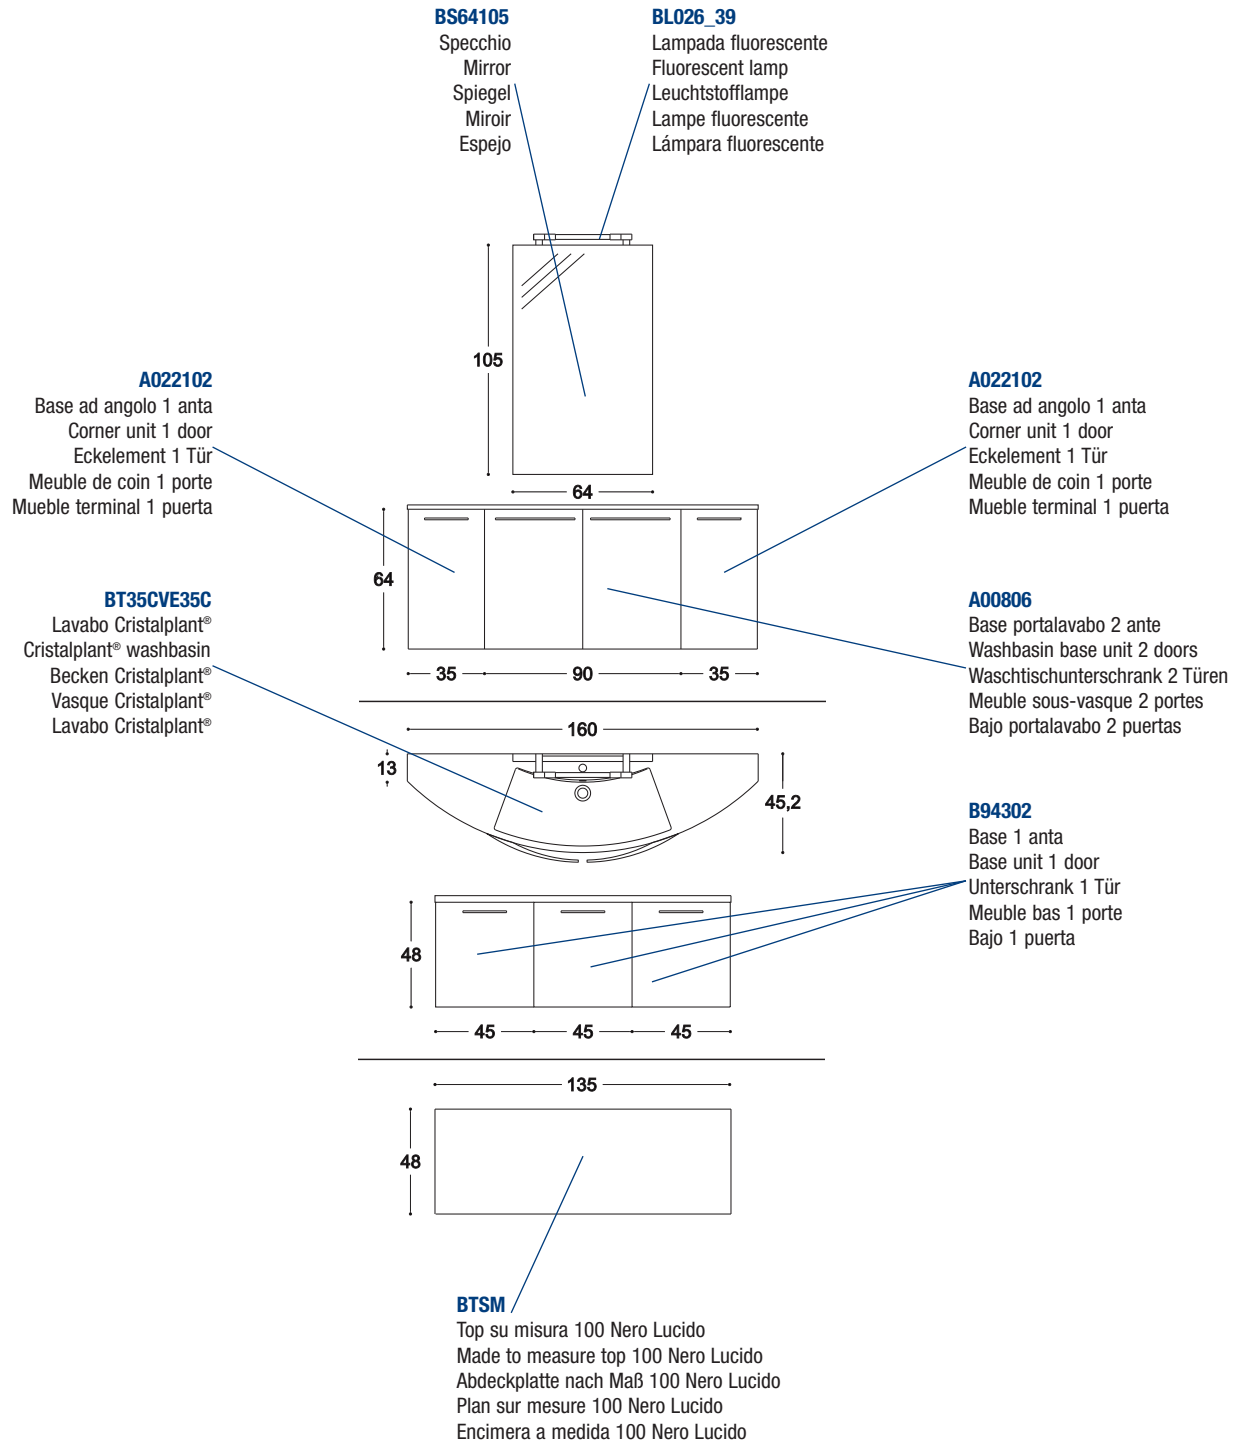 BS64105
Specchio
Mirror
Spiegel
Miroir
Espejo
BL026_39
Lampada fluorescente
Fluorescent lamp
Leuchtstofflampe
Lampe fluorescente
Lámpara fluorescente
105
64
A022102
Base ad angolo 1 anta
Corner unit 1 door
Eckelement 1 Tür
Meuble de coin 1 porte
Mueble terminal 1 puerta
A022102
Base ad angolo 1 anta
Corner unit 1 door
Eckelement 1 Tür
Meuble de coin 1 porte
Mueble terminal 1 puerta
64
35
90
35
BT35CVE35C
Lavabo Cristalplant®
Cristalplant® washbasin
Becken Cristalplant®
Vasque Cristalplant®
Lavabo Cristalplant®
A00806
Base portalavabo 2 ante
Washbasin base unit 2 doors
Waschtischunterschrank 2 Türen
Meuble sous-vasque 2 portes
Bajo portalavabo 2 puertas
160
13
45,2
B94302
Base 1 anta
Base unit 1 door
Unterschrank 1 Tür
Meuble bas 1 porte
Bajo 1 puerta
48
45
45
45
135
48
BTSM
Top su misura 100 Nero Lucido
Made to measure top 100 Nero Lucido
Abdeckplatte nach Maß 100 Nero Lucido
Plan sur mesure 100 Nero Lucido
Encimera a medida 100 Nero Lucido